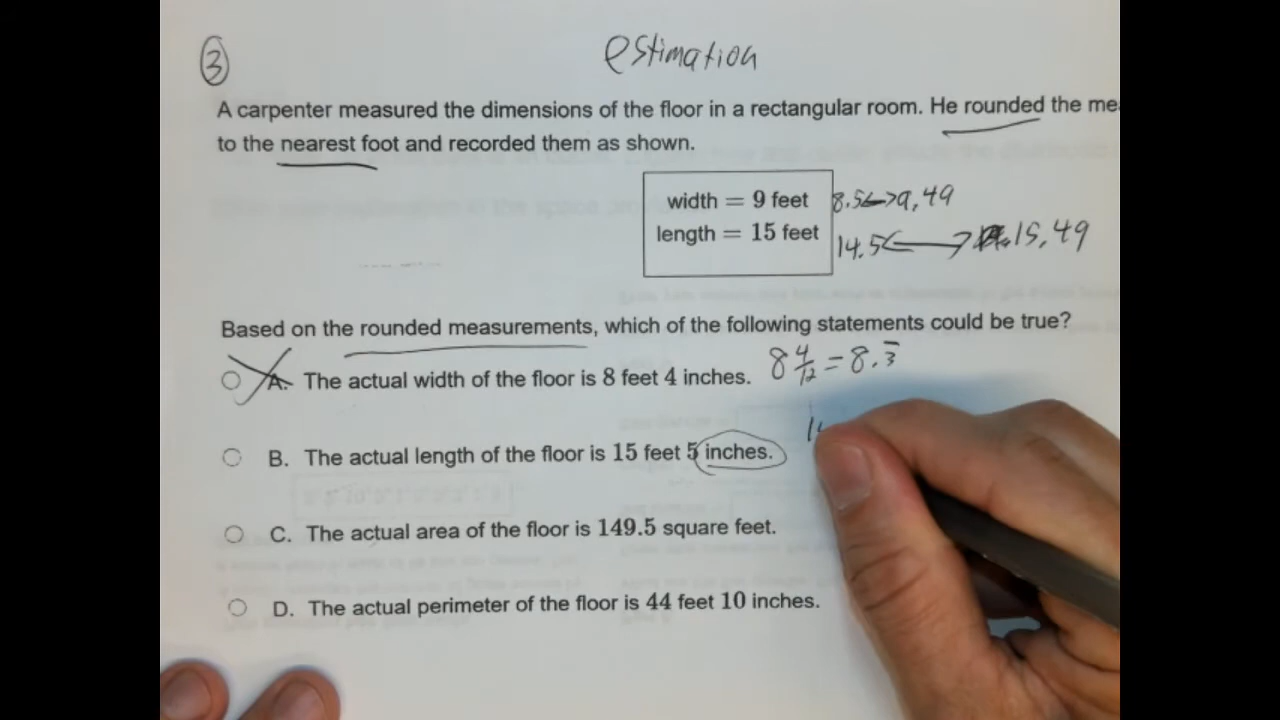 ③ estimation
A carpenter measured the dimensions of the floor in a rectangular room. He rounded the me
to the nearest foot and recorded them as shown.
width = 9 feet 8.5<->9,49
length = 15 feet 14.5<-> 15,49
Based on the rounded measurements, which of the following statements could be true?
A. The actual width of the floor is 8 feet 4 inches. 8 4/12 = 8.3̅
B. The actual length of the floor is 15 feet 5 inches.
C. The actual area of the floor is 149.5 square feet.
D. The actual perimeter of the floor is 44 feet 10 inches.